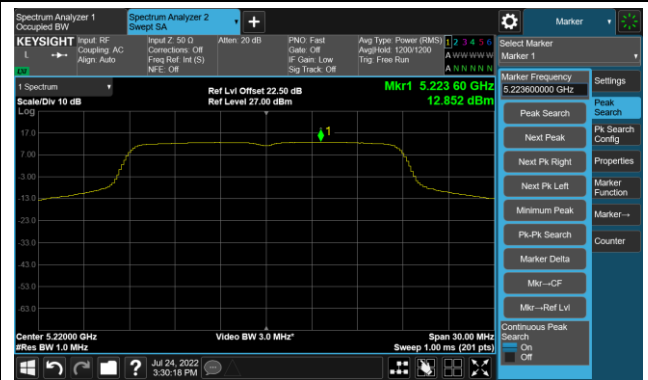 Spectrum Analyzer 1
Occupied BW
Spectrum Analyzer 2
Swept SA
Marker
KEYSIGHT
L
Input: RF
Coupling: AC
Align: Auto
Input Z: 50 Ω
Corrections: Off
Freq Ref: Int (S)
NFE: Off
Atten: 20 dB
PNO: Fast
Gate: Off
IF Gain: Low
Sig Track: Off
Avg Type: Power (RMS)
Avg|Hold: 1200/1200
Trig: Free Run
1 2 3 4 5 6
A W W W W W
A N N N N N
Select Marker
Marker 1
1 Spectrum
Scale/Div 10 dB
Ref Lvl Offset 22.50 dB
Ref Level 27.00 dBm
Mkr1 5.223 60 GHz
12.852 dBm
Log
17.0
7.00
-3.00
-13.0
-23.0
-33.0
-43.0
-53.0
-63.0
1
Center 5.22000 GHz
#Res BW 1.0 MHz
Video BW 3.0 MHz*
Span 30.00 MHz
Sweep 1.00 ms (201 pts)
Marker Frequency
5.223600000 GHz
Peak Search
Next Peak
Next Pk Right
Next Pk Left
Minimum Peak
Pk-Pk Search
Marker Delta
Mkr→CF
Mkr→Ref Lvl
Continuous Peak
Search
On
Off
Settings
Peak
Search
Pk Search
Config
Properties
Marker
Function
Marker→
Counter
?
Jul 24, 2022
3:30:18 PM